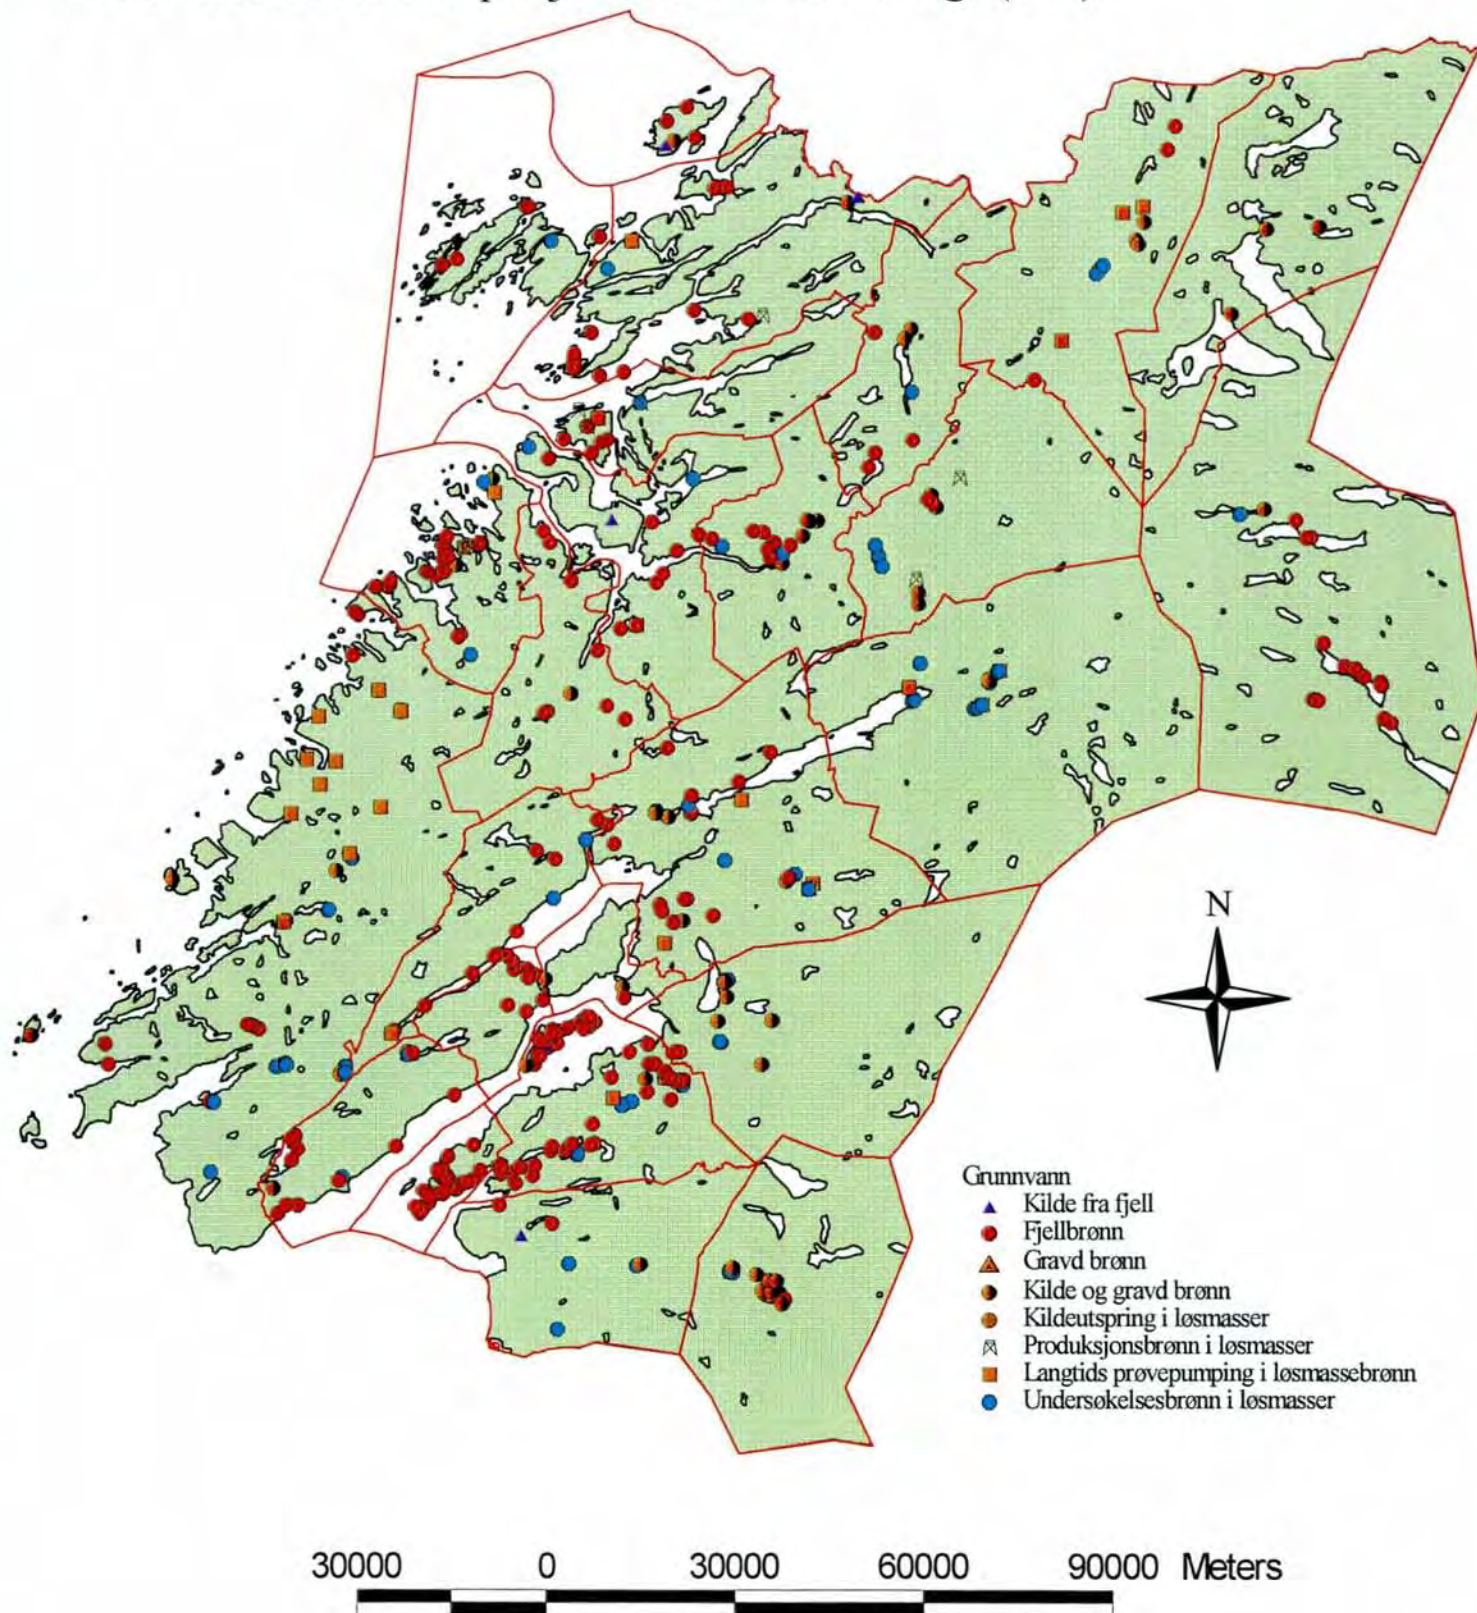 N
Grunnvann
Kilde fra fjell
Fjellbrønn
Gravd brønn
Kilde og gravd brønn
Kildeutspring i løsmasser
Produksjonsbrønn i løsmasser
Langtids prøvepumping i løsmassebrønn
Undersøkelsesbrønn i løsmasser
30000 0 30000 60000 90000 Meters